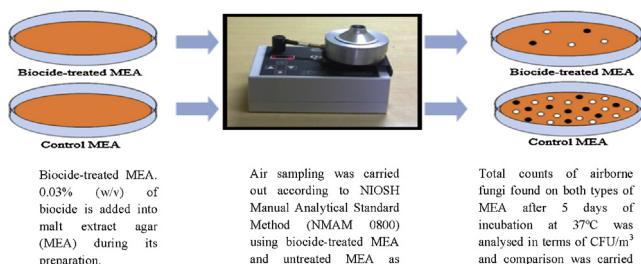 Biocide-treated MEA
Control MEA
Biocide-treated MEA
Control MEA
Biocide-treated MEA.
0.03% (w/v) of
biocide is added into
malt extract agar
(MEA) during its
preparation.
Air sampling was carried
out according to NIOSH
Manual Analytical Standard
Method (NMAM 0800)
using biocide-treated MEA
and untreated MEA as
Total counts of airborne
fungi found on both types of
MEA after 5 days of
incubation at 37ºC was
analysed in terms of CFU/m³
and comparison was carried